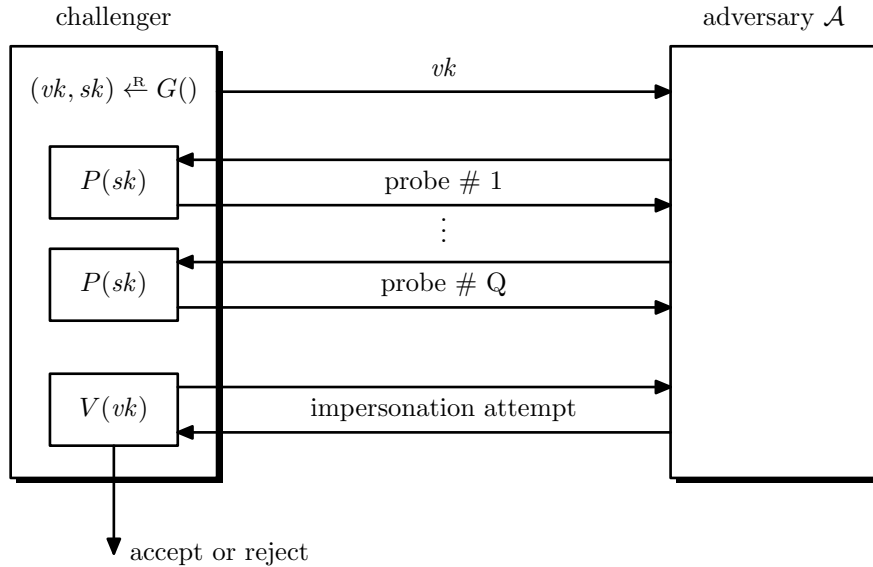 challenger
adversary 𝒜
(vk, sk) ←ᴿ G()
vk
P(sk)
probe # 1
⋮
P(sk)
probe # Q
V(vk)
impersonation attempt
accept or reject